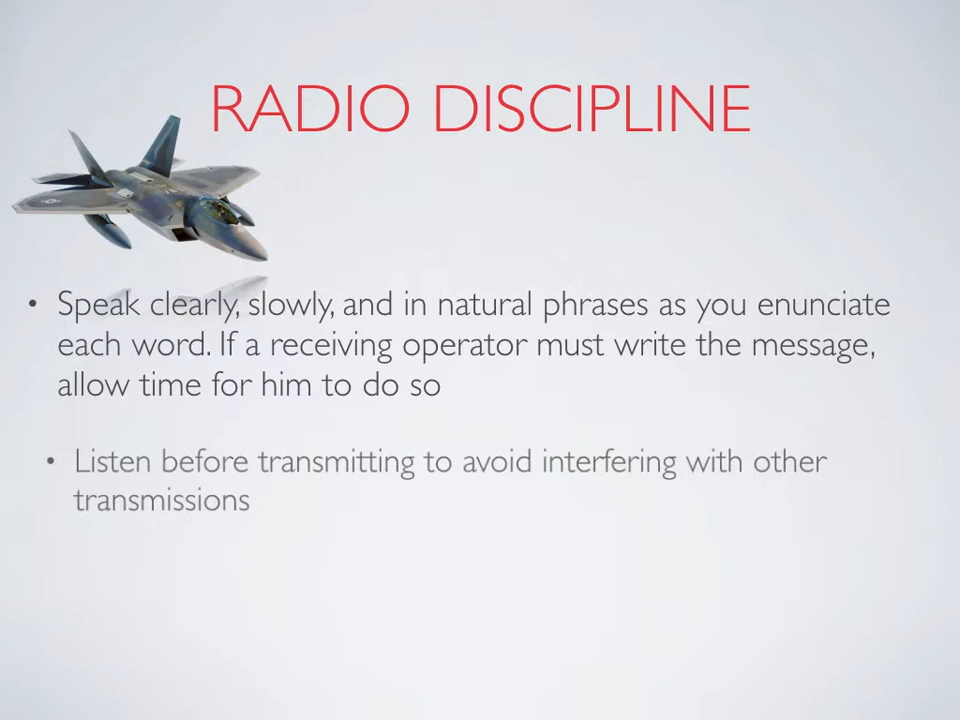 RADIO DISCIPLINE
• Speak clearly, slowly, and in natural phrases as you enunciate
each word. If a receiving operator must write the message,
allow time for him to do so
• Listen before transmitting to avoid interfering with other
transmissions